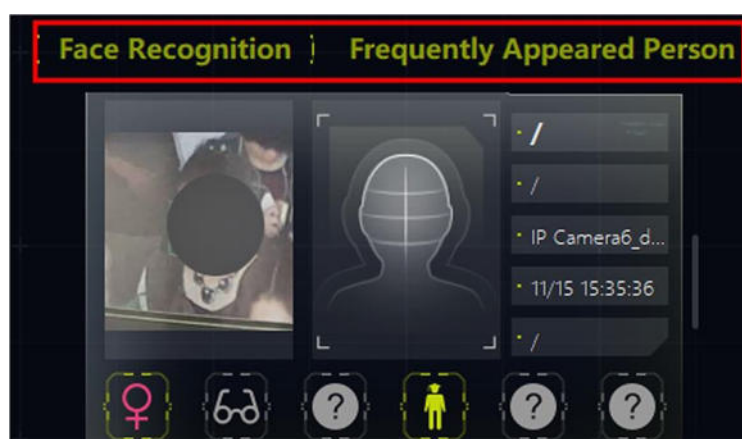 Face Recognition Frequently Appeared Person
/
/
IP Camera6_d...
11/15 15:35:36
/
? ? ?